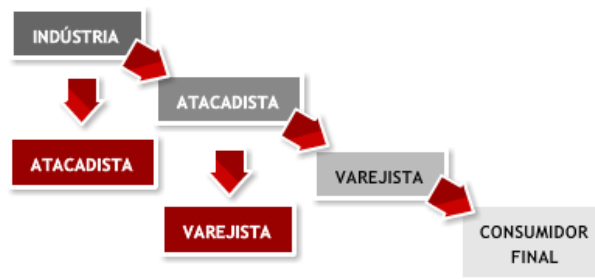 INDÚSTRIA
ATACADISTA
ATACADISTA
VAREJISTA
VAREJISTA
CONSUMIDOR
FINAL